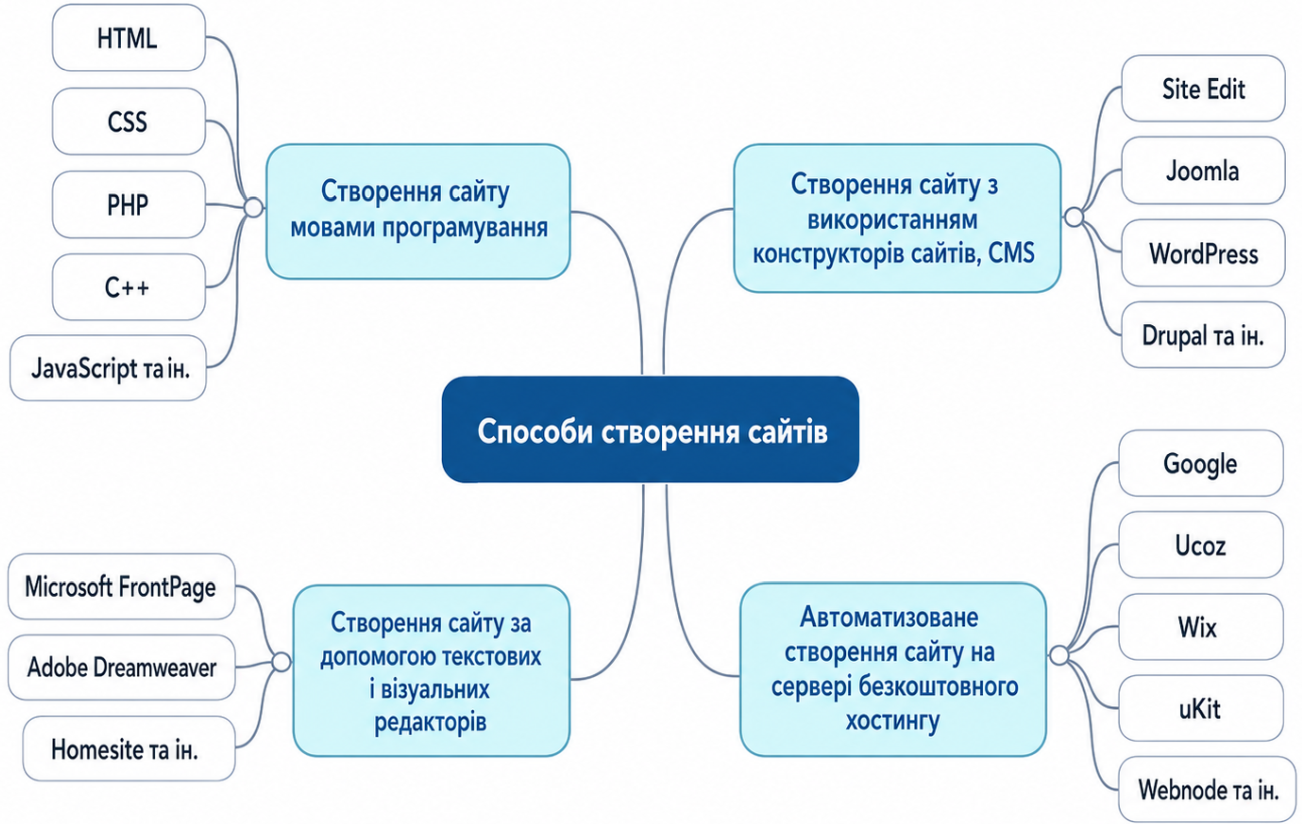 HTML
CSS
PHP
C++
JavaScript та ін.
Створення сайту
мовами програмування
Створення сайту з
використанням
конструкторів сайтів, CMS
Site Edit
Joomla
WordPress
Drupal та ін.
Способи створення сайтів
Microsoft FrontPage
Adobe Dreamweaver
Homesite та ін.
Створення сайту за
допомогою текстових
і візуальних
редакторів
Автоматизоване
створення сайту на
сервері безкоштовного
хостингу
Google
Ucoz
Wix
uKit
Webnode та ін.